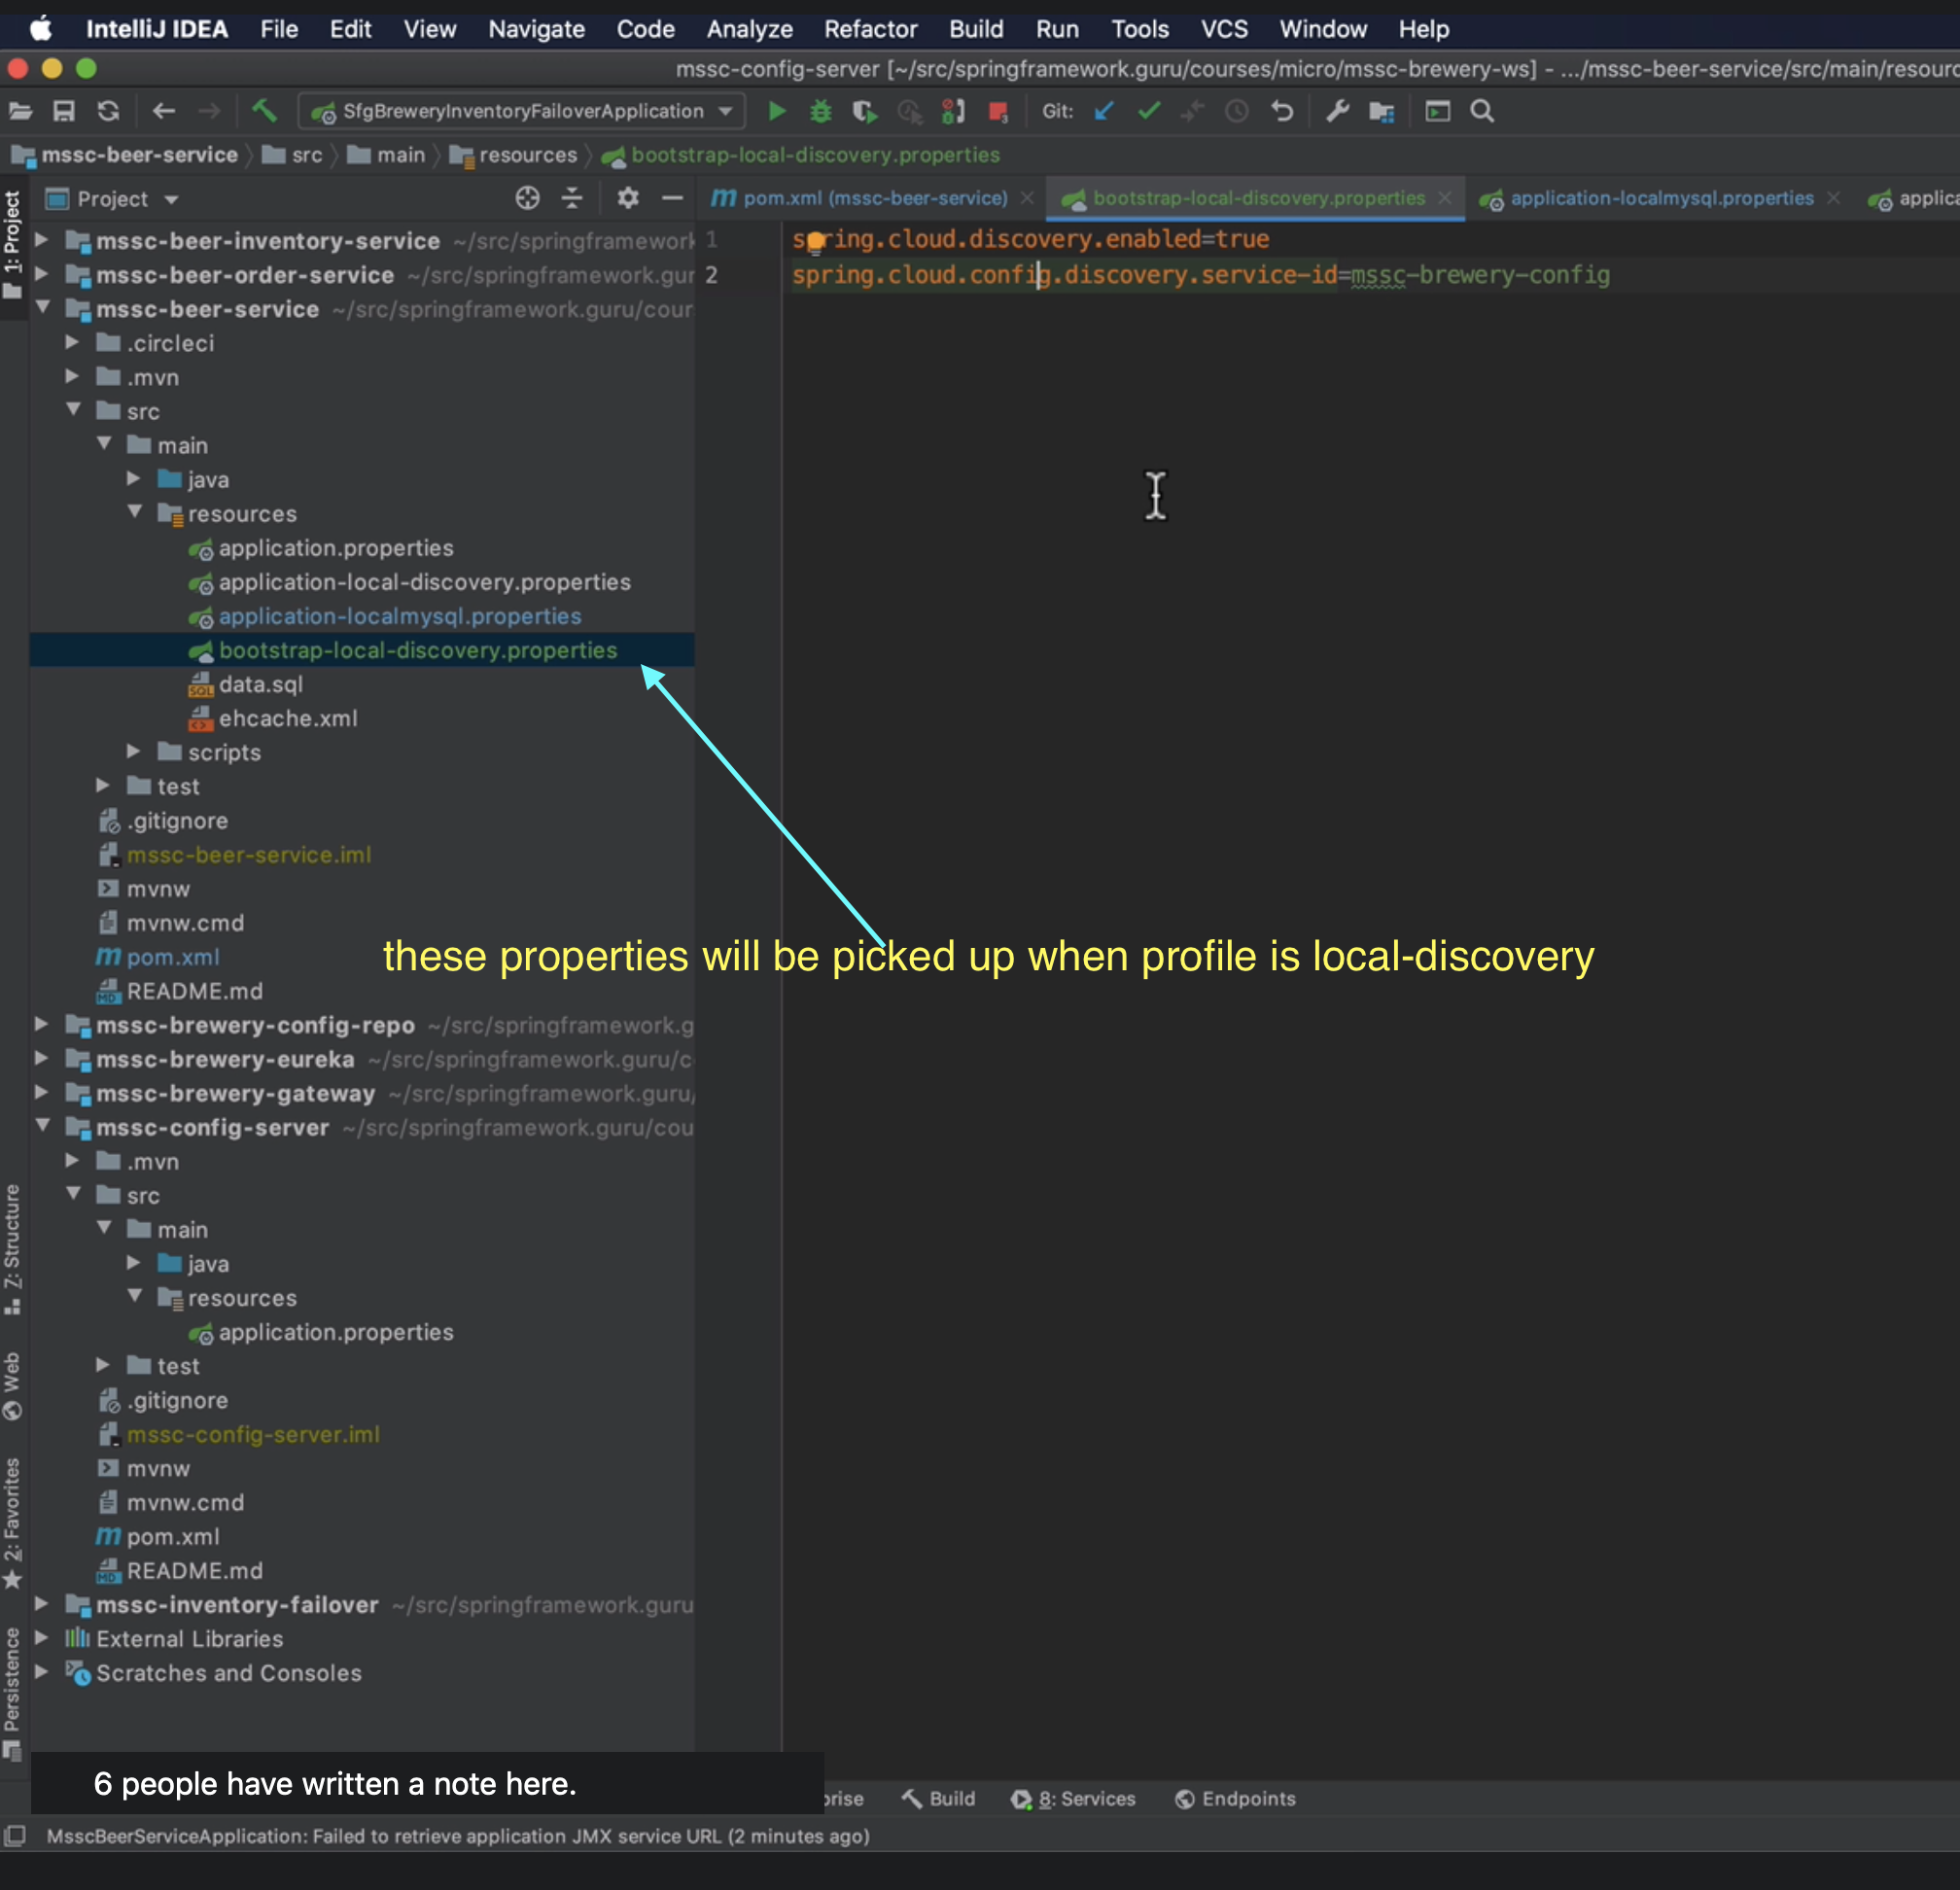 IntelliJ IDEA File Edit View Navigate Code Analyze Refactor Build Run Tools VCS Window Help
mssc-config-server [~/src/springframework.guru/courses/micro/mssc-brewery-ws] - .../mssc-beer-service/src/main/resourc
SfgBreweryInventoryFailoverApplication Git:
mssc-beer-service src main resources bootstrap-local-discovery.properties
1: Project
Project
pom.xml (mssc-beer-service) bootstrap-local-discovery.properties application-localmysql.properties applica
1 spring.cloud.discovery.enabled=true
2 spring.cloud.config.discovery.service-id=mssc-brewery-config
mssc-beer-inventory-service ~/src/springframework
mssc-beer-order-service ~/src/springframework.gur
mssc-beer-service ~/src/springframework.guru/cour
.circleci
.mvn
src
main
java
resources
application.properties
application-local-discovery.properties
application-localmysql.properties
bootstrap-local-discovery.properties
data.sql
ehcache.xml
scripts
test
.gitignore
mssc-beer-service.iml
mvnw
mvnw.cmd
these properties will be picked up when profile is local-discovery
pom.xml
README.md
mssc-brewery-config-repo ~/src/springframework.g
mssc-brewery-eureka ~/src/springframework.guru/c
mssc-brewery-gateway ~/src/springframework.guru/
mssc-config-server ~/src/springframework.guru/cou
.mvn
src
main
java
resources
application.properties
test
.gitignore
mssc-config-server.iml
mvnw
mvnw.cmd
pom.xml
README.md
mssc-inventory-failover ~/src/springframework.guru
External Libraries
Scratches and Consoles
Z: Structure
Web
2: Favorites
Persistence
6 people have written a note here.
orise Build 8: Services Endpoints
MsscBeerServiceApplication: Failed to retrieve application JMX service URL (2 minutes ago)